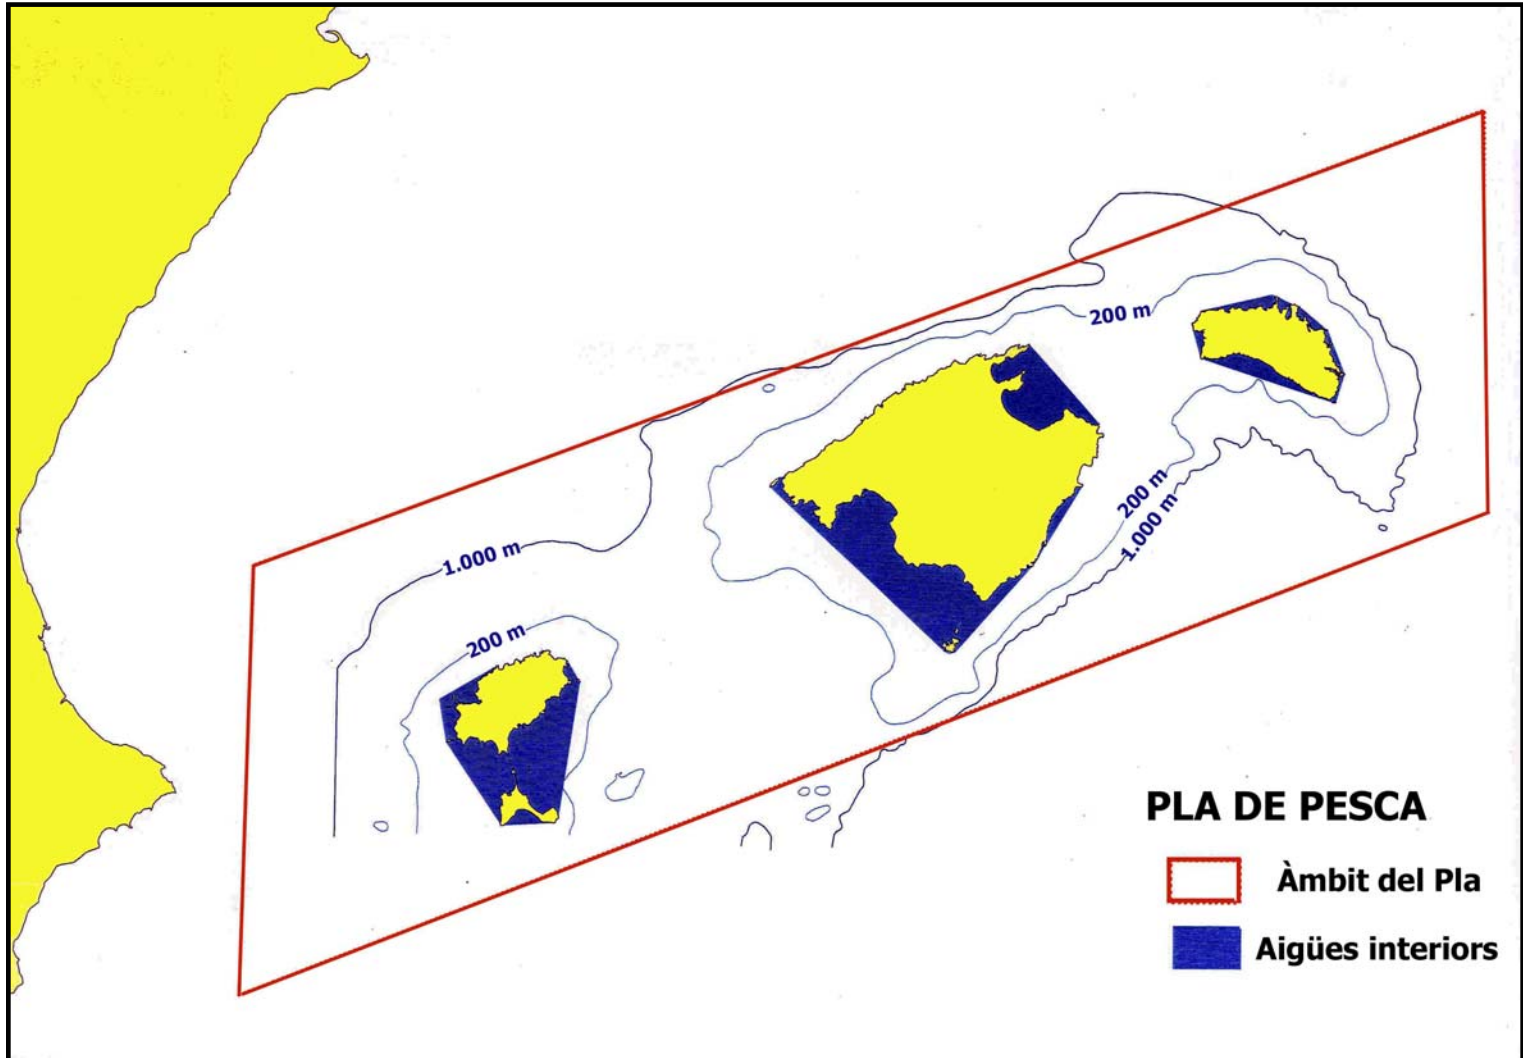 200 m
200 m
1.000 m
1.000 m
200 m
PLA DE PESCA
Àmbit del Pla
Aigües interiors